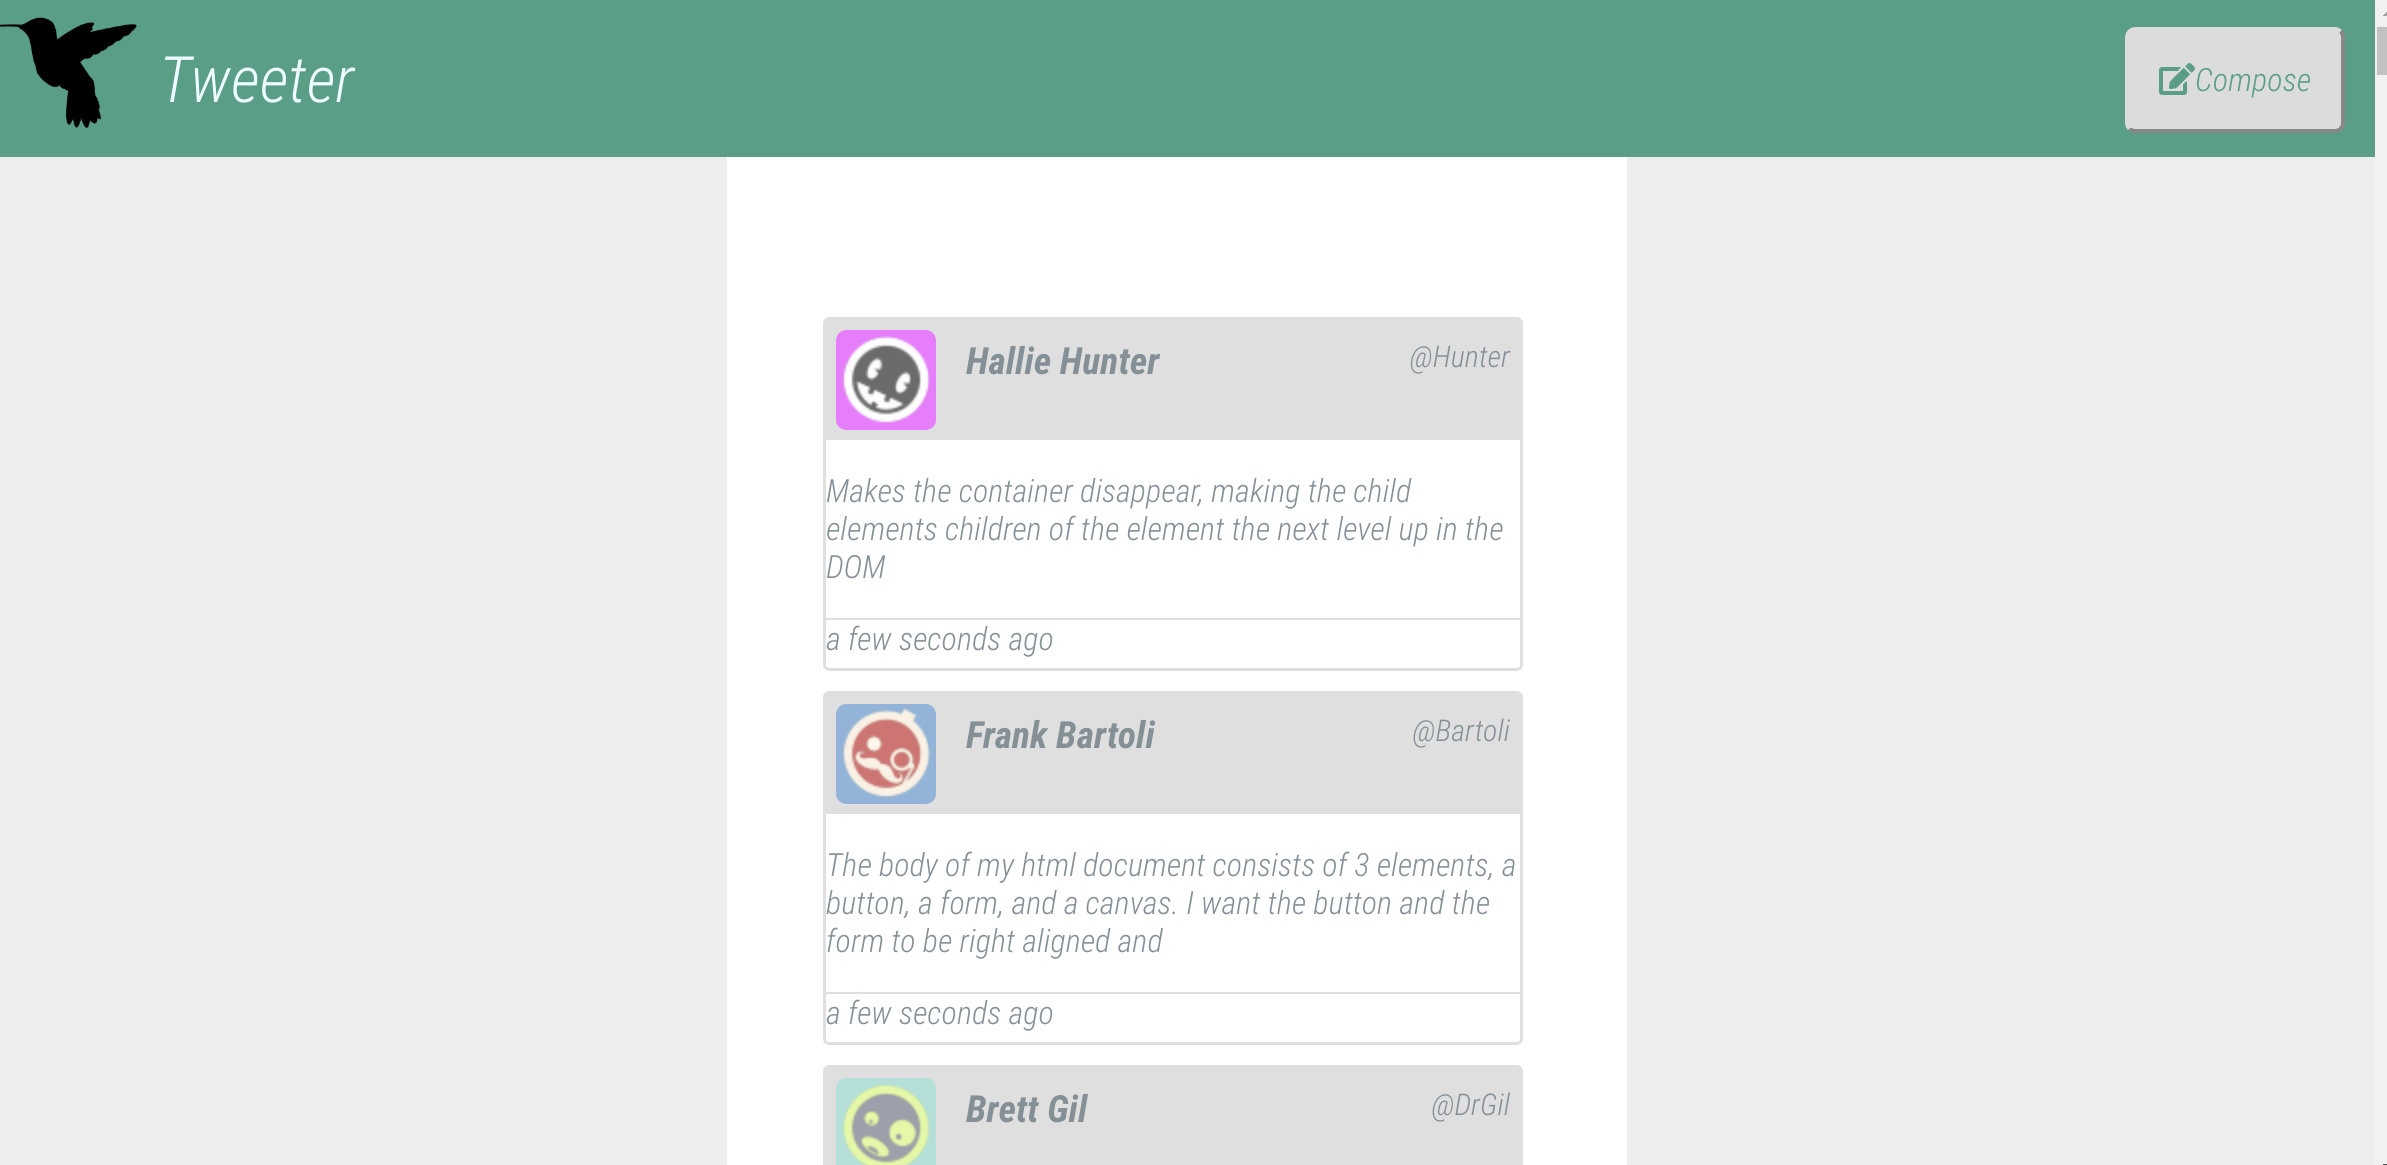 Tweeter
Compose
Hallie Hunter
@Hunter
Makes the container disappear, making the child
elements children of the element the next level up in the
DOM
a few seconds ago
Frank Bartoli
@Bartoli
The body of my html document consists of 3 elements, a
button, a form, and a canvas. I want the button and the
form to be right aligned and
a few seconds ago
Brett Gil
@DrGil